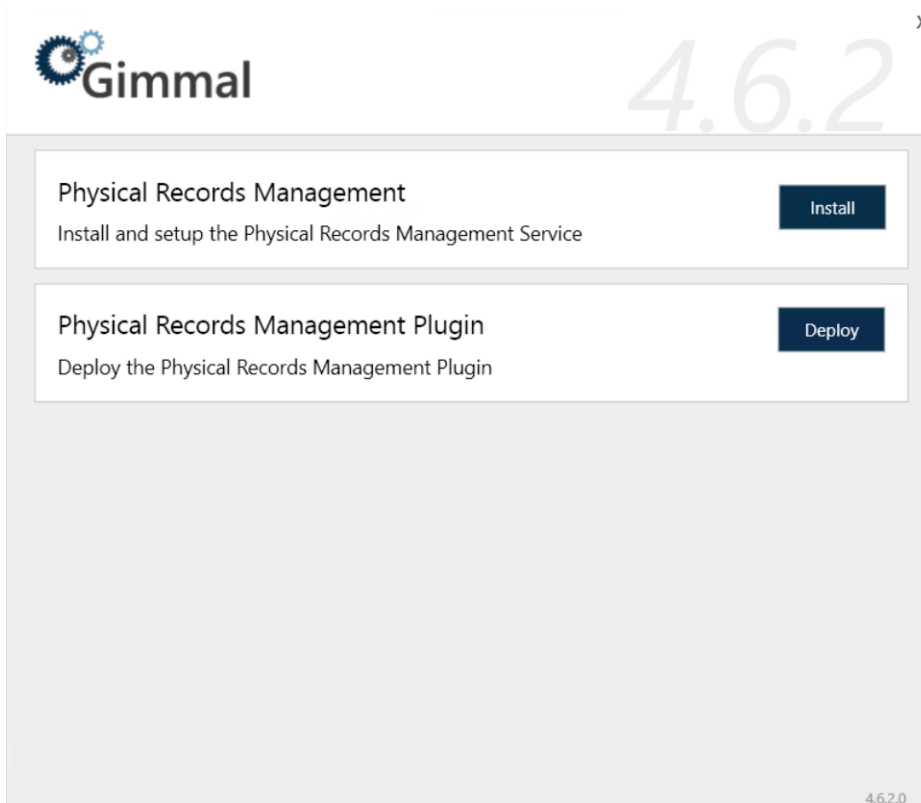 Gimmal
4.6.2
Physical Records Management
Install and setup the Physical Records Management Service
Install
Physical Records Management Plugin
Deploy the Physical Records Management Plugin
Deploy
4.6.2.0